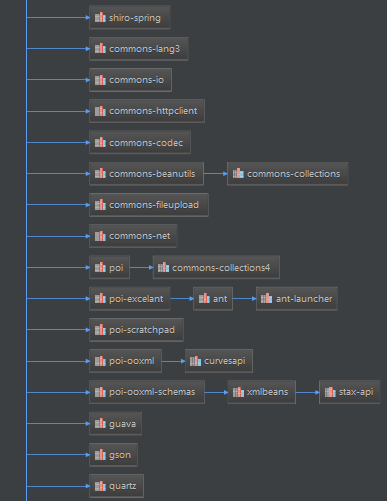 shiro-spring
commons-lang3
commons-io
commons-httpclient
commons-codec
commons-beanutils commons-collections
commons-fileupload
commons-net
poi commons-collections4
poi-excelant ant ant-launcher
poi-scratchpad
poi-ooxml curvesapi
poi-ooxml-schemas xmlbeans stax-api
guava
gson
quartz